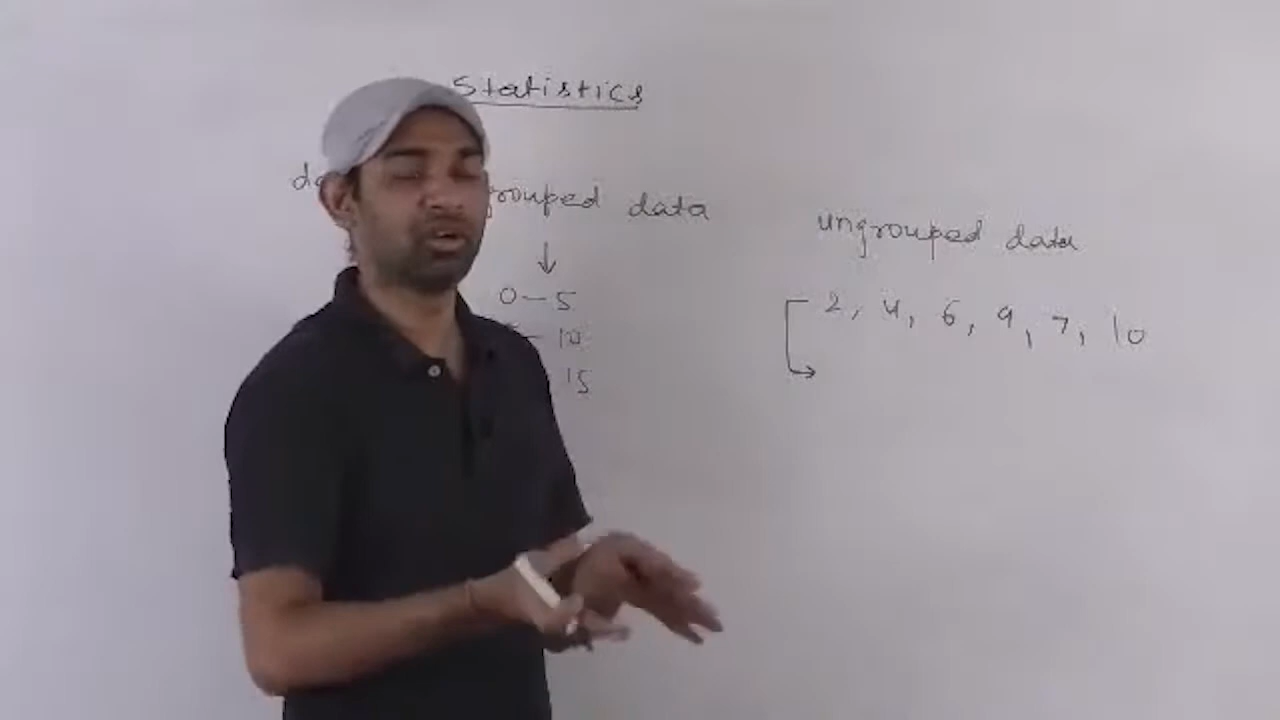 Statistics
grouped data
ungrouped data
0-5
10
15
2, 4, 6, 9, 7, 10